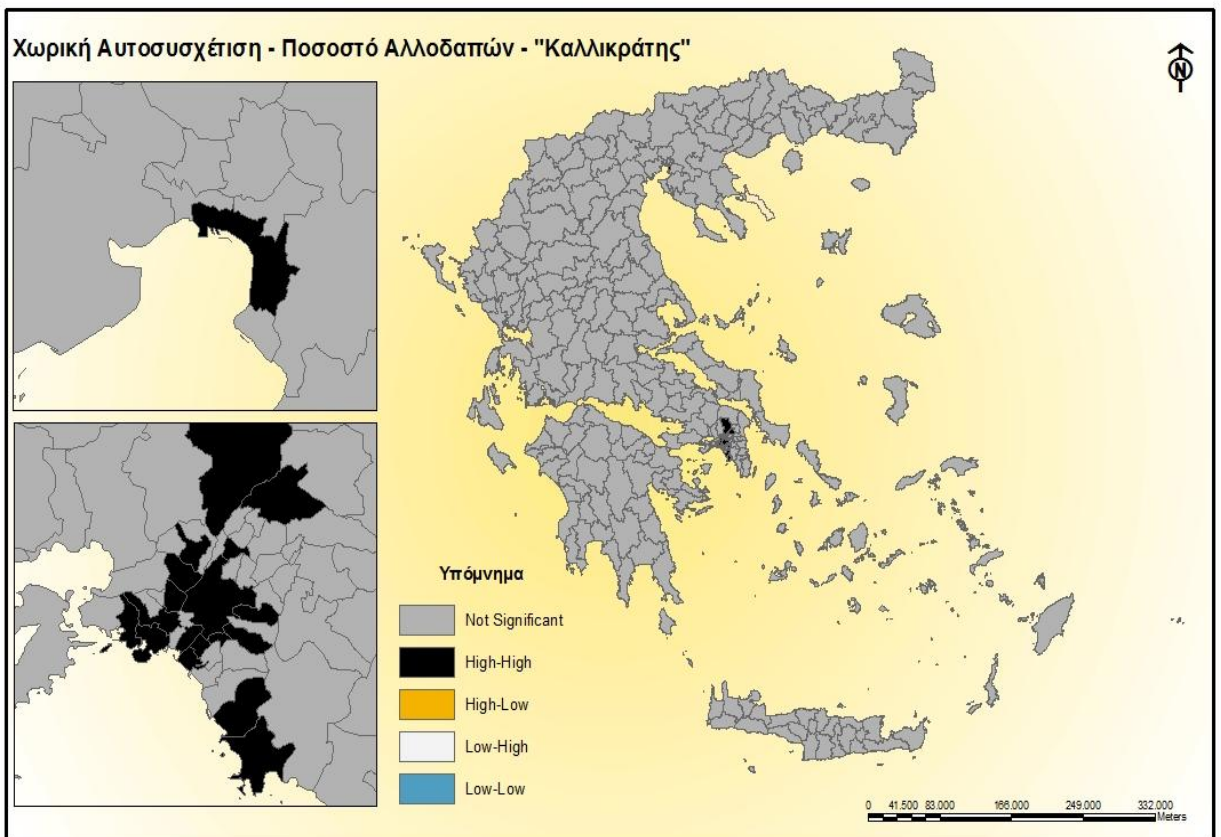 Χωρική Αυτοσυσχέτιση - Ποσοστό Αλλοδαπών - "Καλλικράτης"
N
Υπόμνημα
Not Significant
High-High
High-Low
Low-High
Low-Low
0 41.500 83.000 166.000 249.000 332.000
Meters